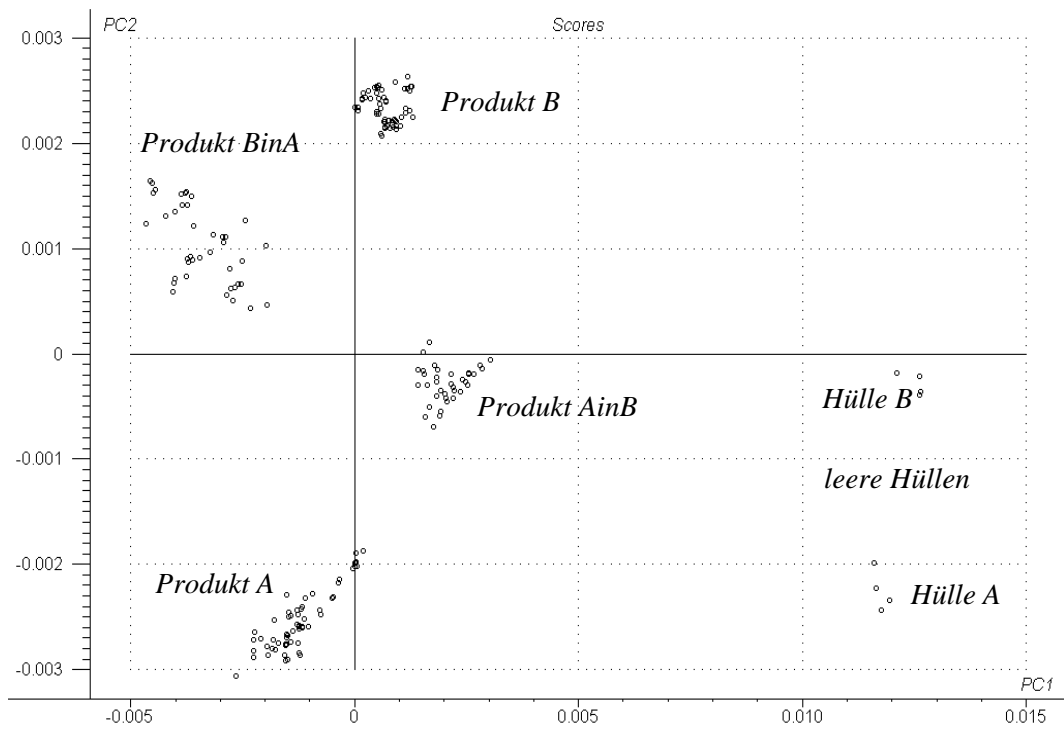 PC2
Scores
0.003
Produkt B
0.002
Produkt BinA
0.001
0
Produkt AinB
Hülle B
-0.001
leere Hüllen
-0.002
Produkt A
Hülle A
-0.003
PC1
-0.005
0
0.005
0.010
0.015